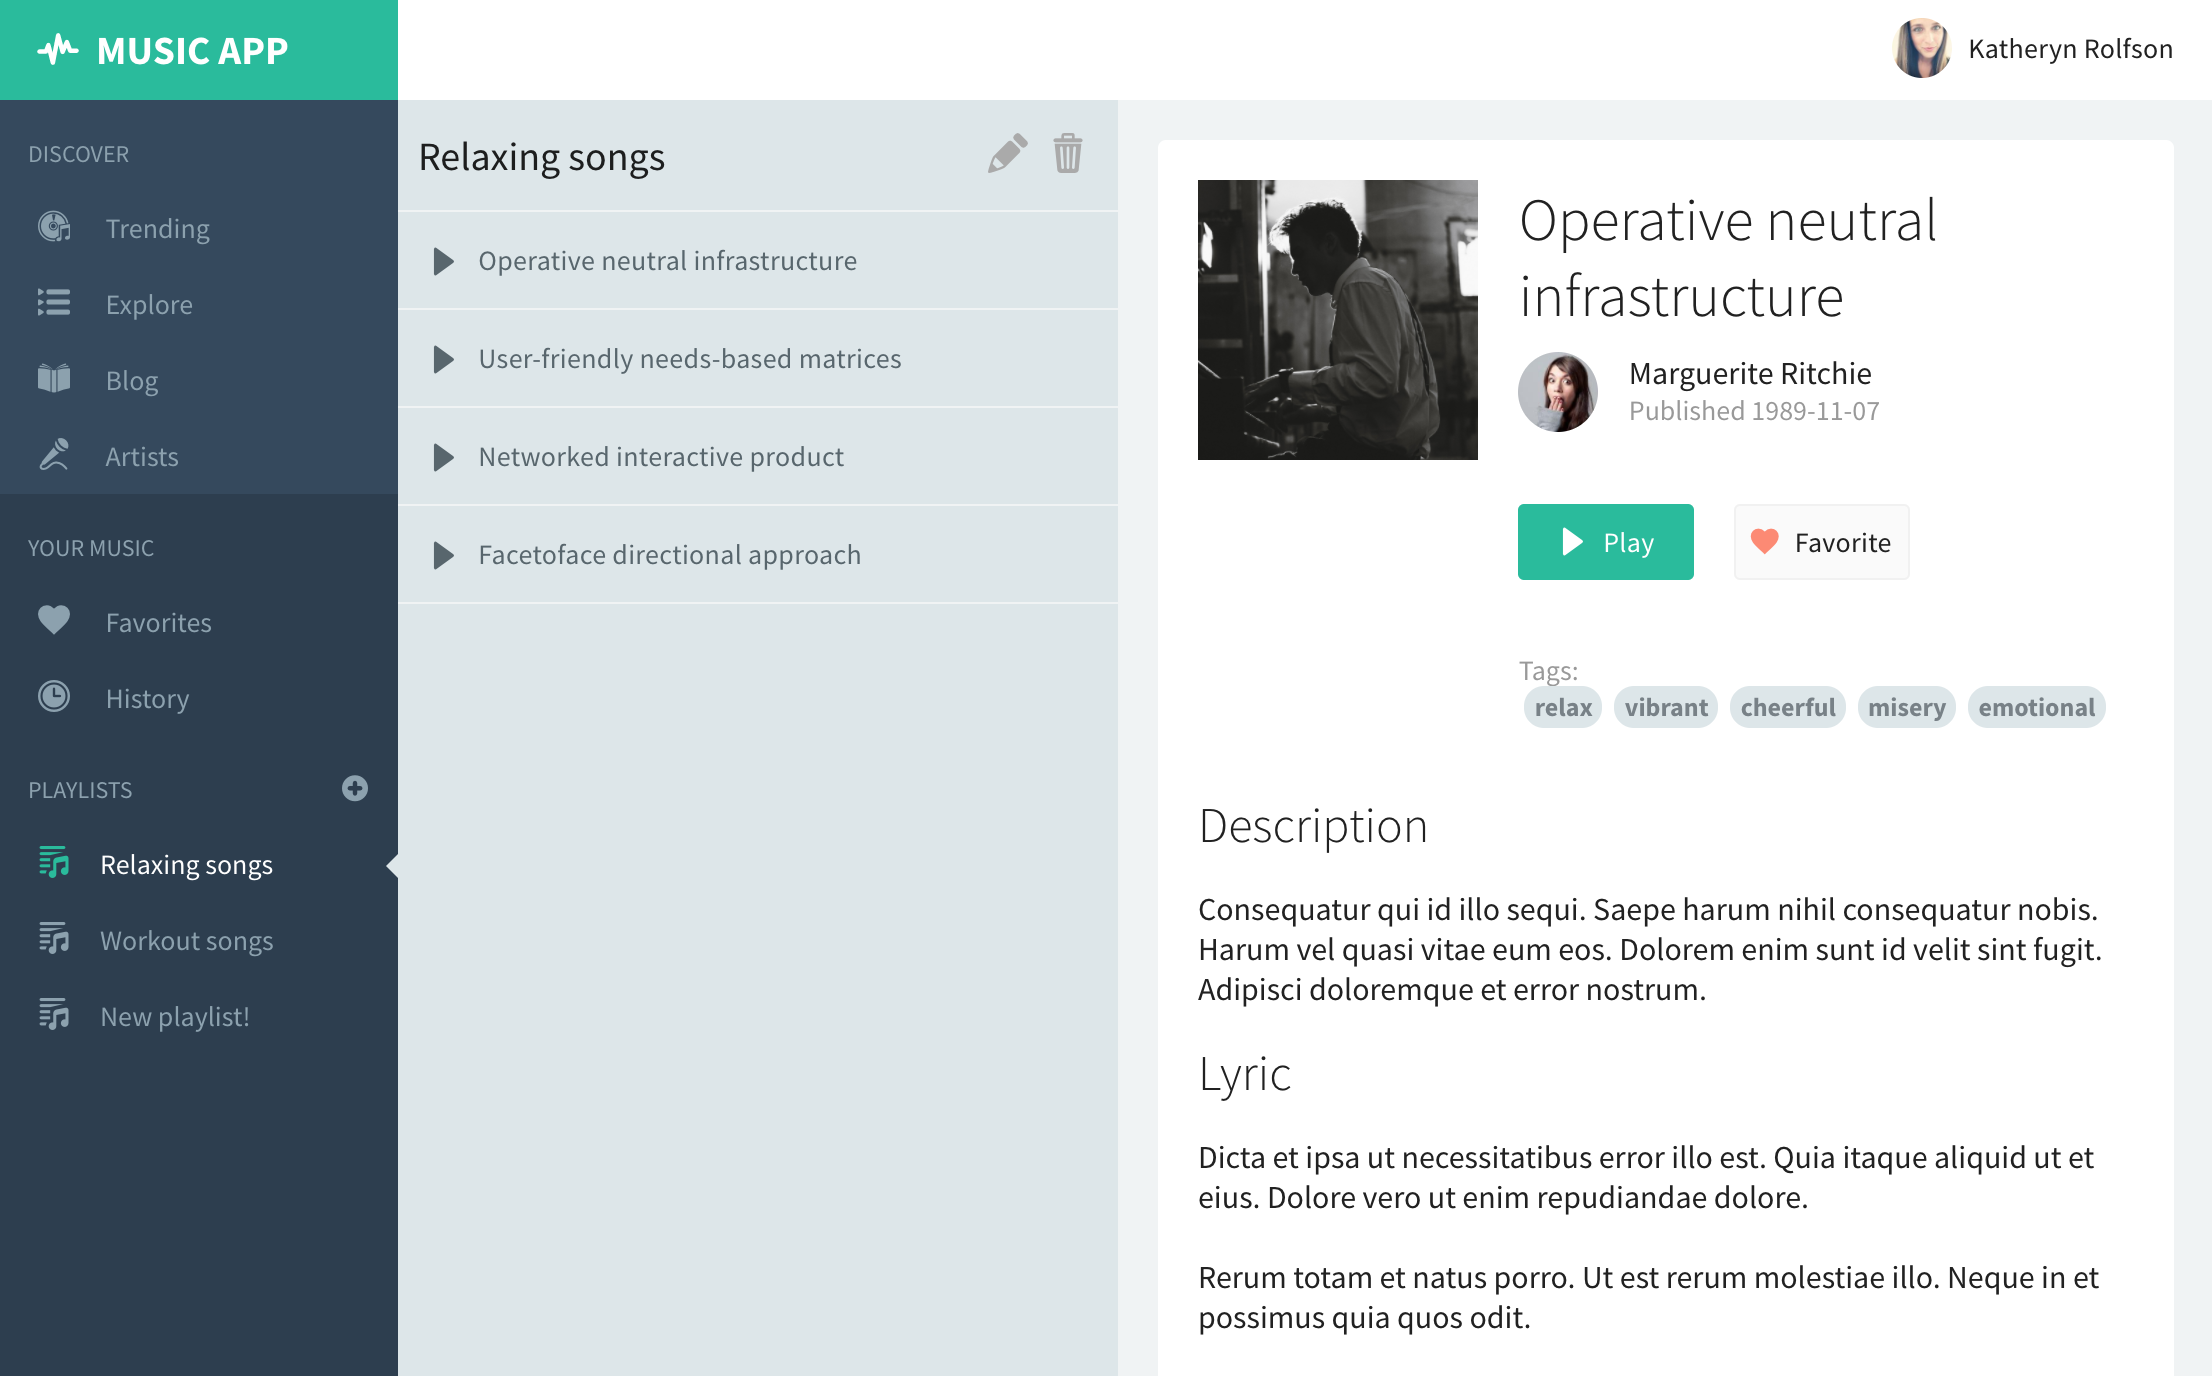 MUSIC APP
Katheryn Rolfson
DISCOVER
Trending
Explore
Blog
Artists
YOUR MUSIC
Favorites
History
PLAYLISTS
Relaxing songs
Workout songs
New playlist!
Relaxing songs
Operative neutral infrastructure
User-friendly needs-based matrices
Networked interactive product
Facetoface directional approach
Operative neutral
infrastructure
Marguerite Ritchie
Published 1989-11-07
Play
Favorite
Tags:
relax vibrant cheerful misery emotional
Description
Consequatur qui id illo sequi. Saepe harum nihil consequatur nobis.
Harum vel quasi vitae eum eos. Dolorem enim sunt id velit sint fugit.
Adipisci doloremque et error nostrum.
Lyric
Dicta et ipsa ut necessitatibus error illo est. Quia itaque aliquid ut et
eius. Dolore vero ut enim repudiandae dolore.
Rerum totam et natus porro. Ut est rerum molestiae illo. Neque in et
possimus quia quos odit.